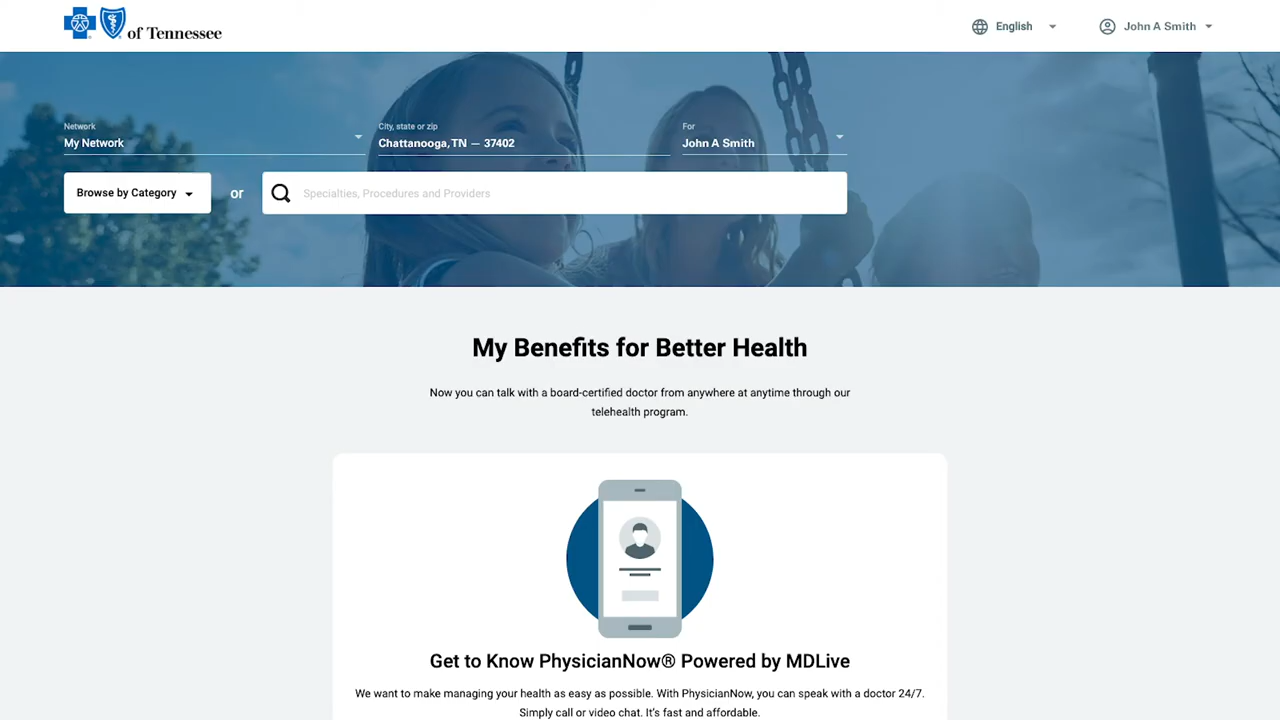 of Tennessee
English
John A Smith
Network
My Network
City, state or zip
Chattanooga, TN — 37402
For
John A Smith
Browse by Category
or
Specialties, Procedures and Providers
My Benefits for Better Health
Now you can talk with a board-certified doctor from anywhere at anytime through our
telehealth program.
Get to Know PhysicianNow® Powered by MDLive
We want to make managing your health as easy as possible. With PhysicianNow, you can speak with a doctor 24/7.
Simply call or video chat. It's fast and affordable.